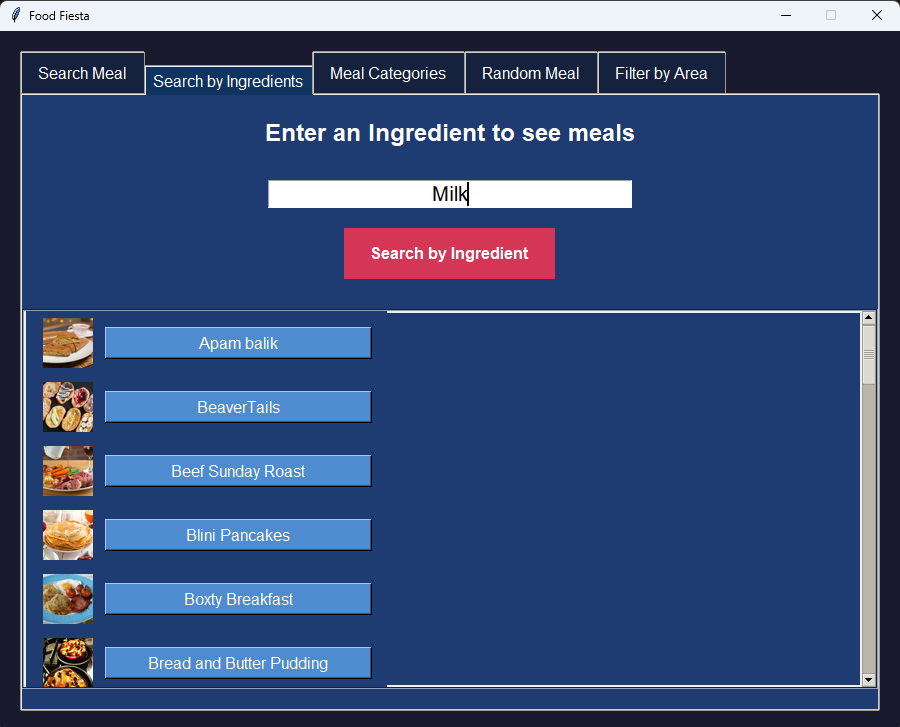 Food Fiesta
Search Meal
Search by Ingredients
Meal Categories
Random Meal
Filter by Area
Enter an Ingredient to see meals
Milk
Search by Ingredient
Apam balik
BeaverTails
Beef Sunday Roast
Blini Pancakes
Boxty Breakfast
Bread and Butter Pudding